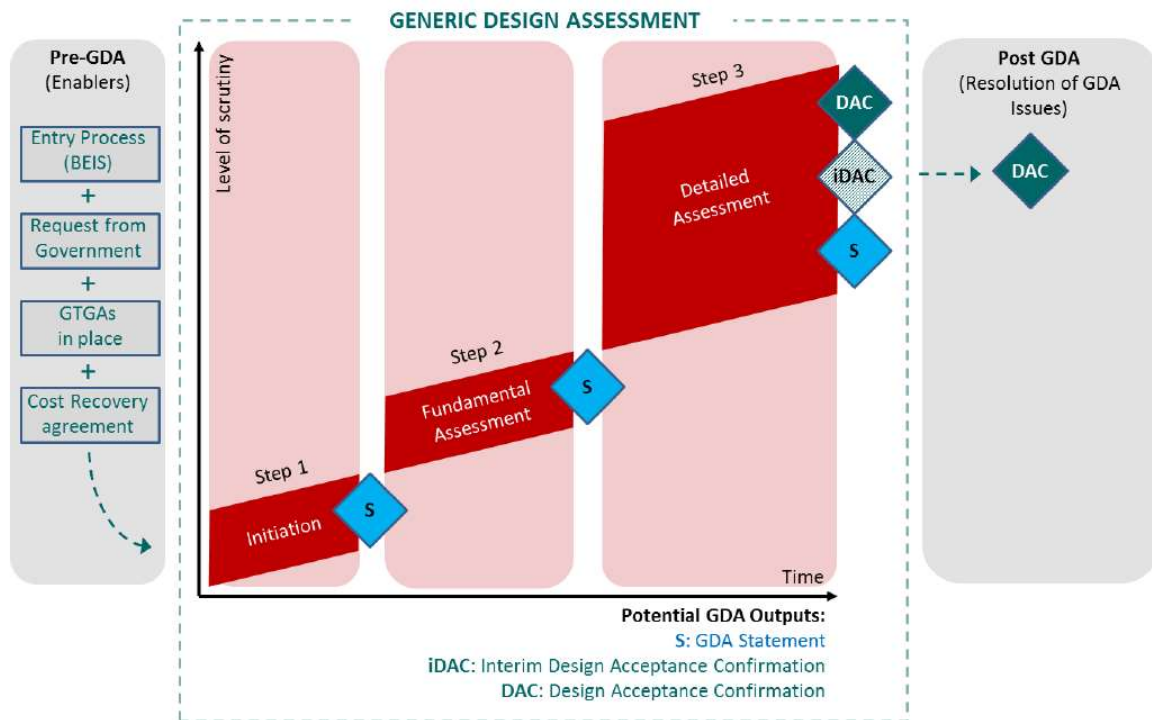 GENERIC DESIGN ASSESSMENT
Pre-GDA
(Enablers)
Entry Process
(BEIS)
+
Request from
Government
+
GTGAs
in place
+
Cost Recovery
agreement
Level of scrutiny
Step 1
Initiation
S
Step 2
Fundamental
Assessment
S
Step 3
Detailed
Assessment
DAC
iDAC
S
Time
Post GDA
(Resolution of GDA
Issues)
DAC
Potential GDA Outputs:
S: GDA Statement
iDAC: Interim Design Acceptance Confirmation
DAC: Design Acceptance Confirmation